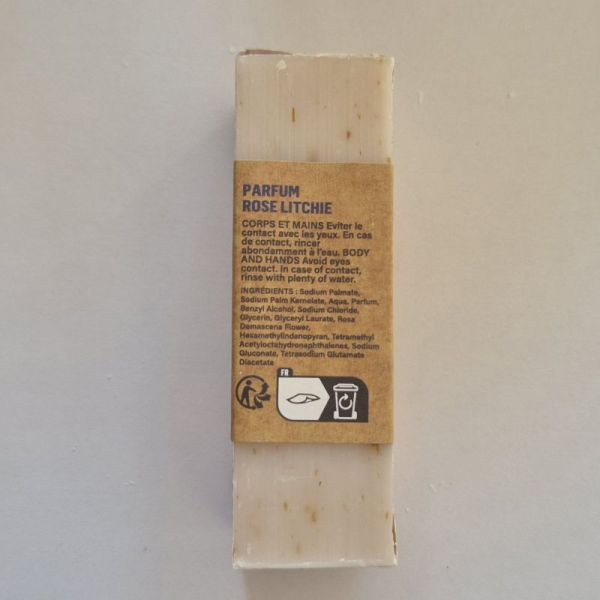 PARFUM
ROSE LITCHIE
CORPS ET MAINS Eviter le
contact avec les yeux. En cas
de contact, rincer
abondamment à l'eau. BODY
AND HANDS Avoid eyes
contact. In case of contact,
rinse with plenty of water.
INGRÉDIENTS : Sodium Palmate,
Sodium Palm Kernelate, Aqua, Parfum,
Benzyl Alcohol, Sodium Chloride,
Glycerin, Glyceryl Laurate, Rosa
Damascena Flower,
Hexamethylindanopyran, Tetramethyl
Acetyloctahydronaphthalenes, Sodium
Gluconate, Tetrasodium Glutamate
Diacetate
FR